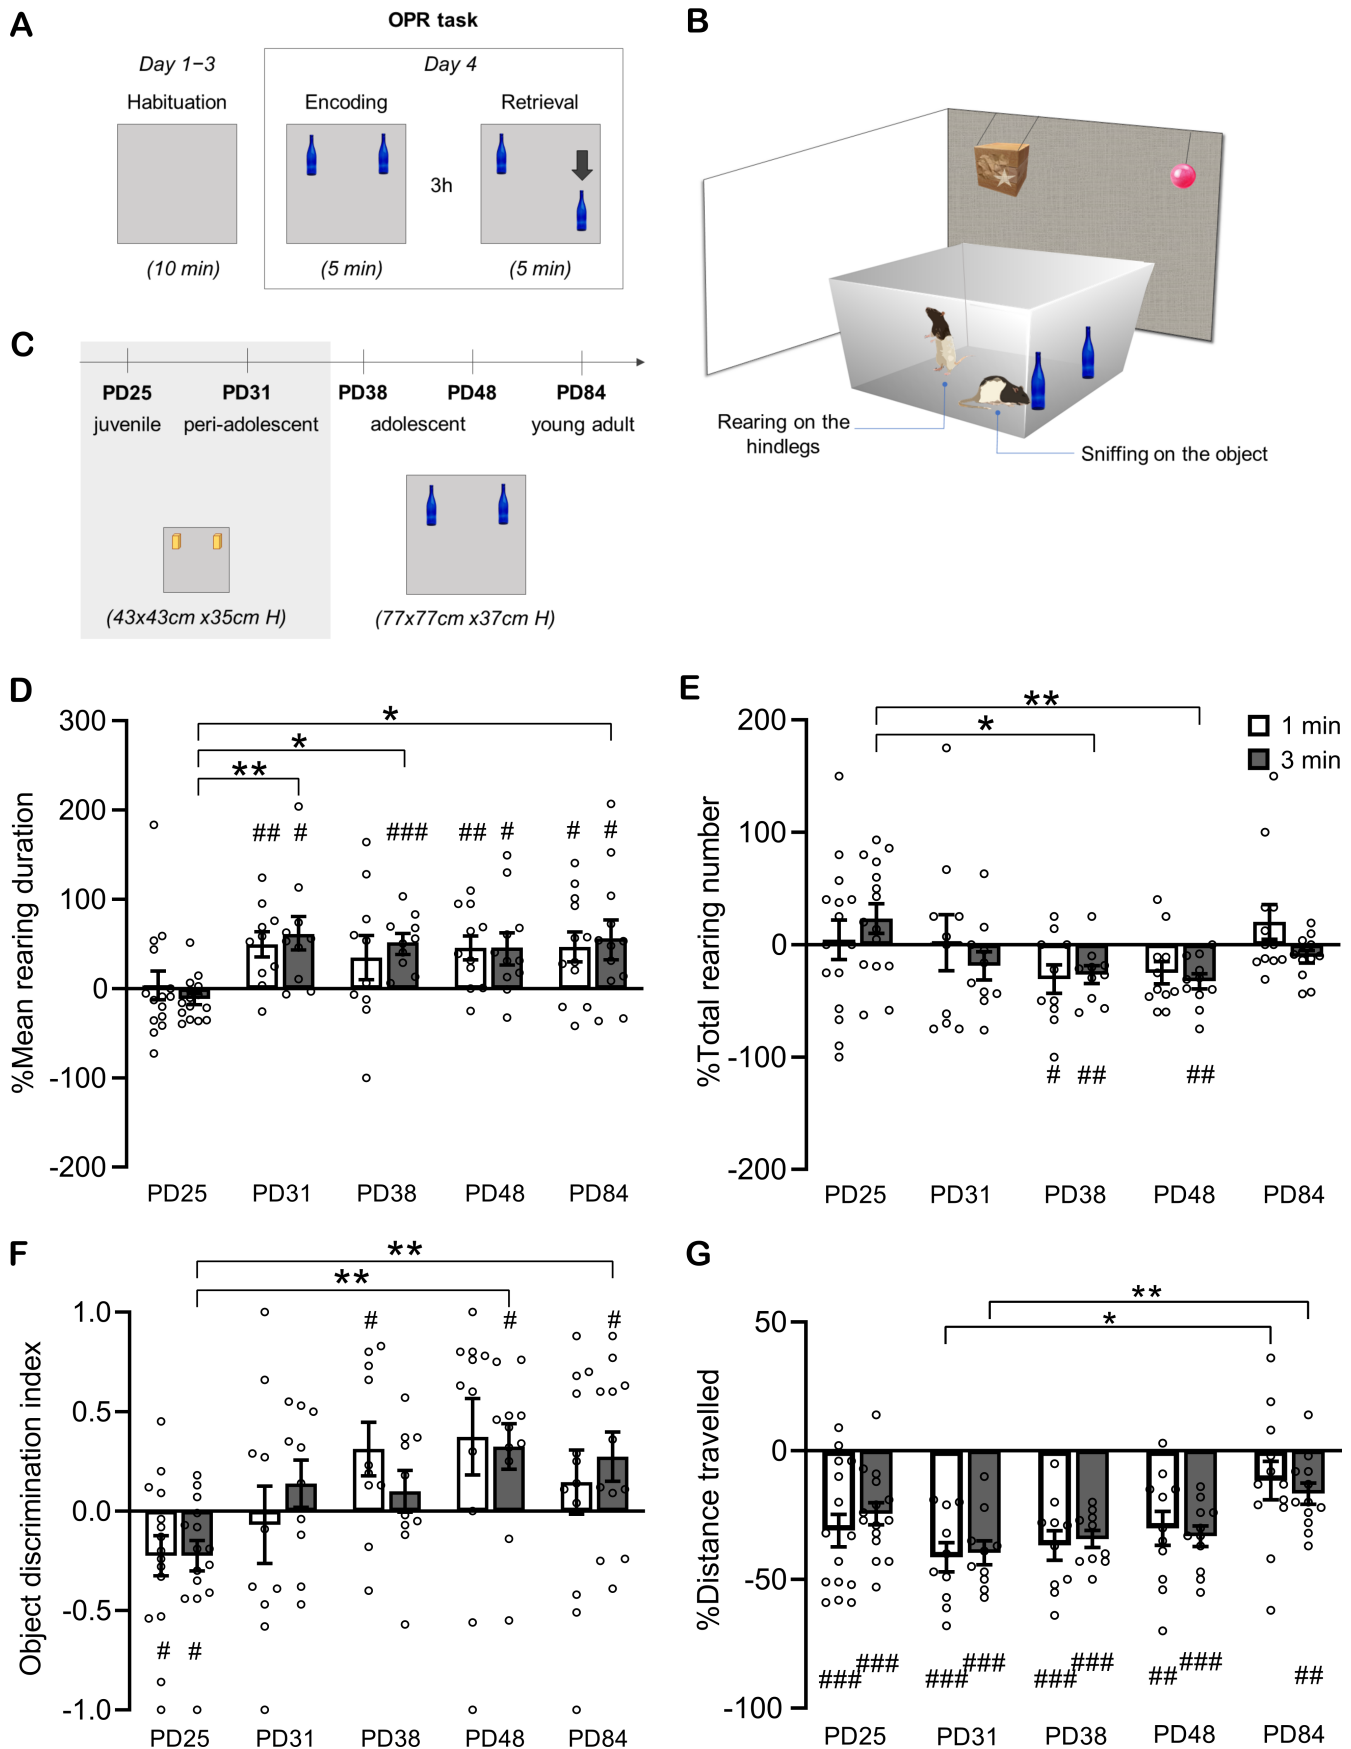 A
OPR task
Day 1–3
Day 4
Habituation
Encoding
Retrieval
3h
(10 min)
(5 min)
(5 min)
B
Rearing on the
hindlegs
Sniffing on the object
C
PD25
PD31
PD38
PD48
PD84
juvenile
peri-adolescent
adolescent
young adult
(43x43cm x35cm H)
(77x77cm x37cm H)
D
%Mean rearing duration
300
200
100
0
-100
-200
*
*
**
## # ### ## # # #
PD25 PD31 PD38 PD48 PD84
E
%Total rearing number
200
100
0
-100
-200
**
*
1 min
3 min
# ## ##
PD25 PD31 PD38 PD48 PD84
F
Object discrimination index
1.0
0.5
0.0
-0.5
-1.0
**
**
# # #
# #
PD25 PD31 PD38 PD48 PD84
G
%Distance travelled
50
0
-50
-100
**
*
### ### ### ### ### ### ## ### ##
PD25 PD31 PD38 PD48 PD84